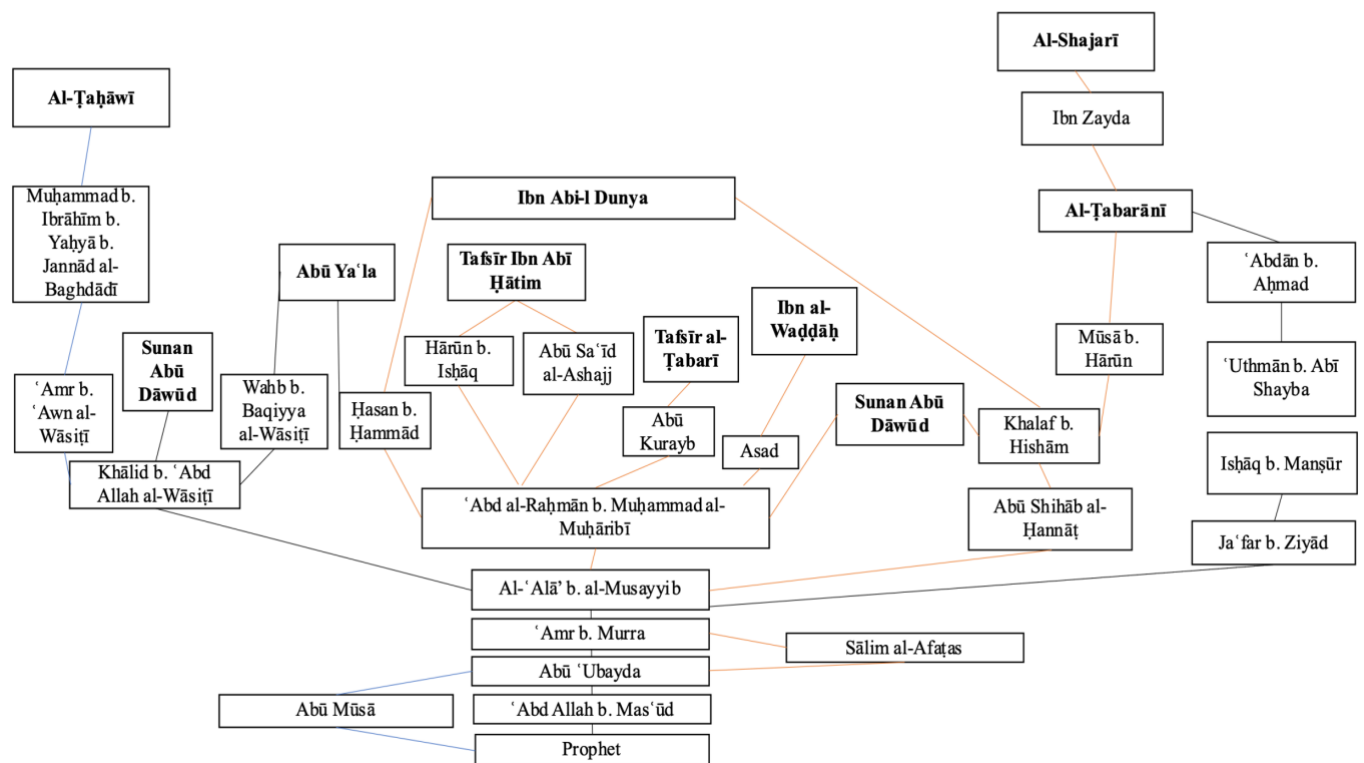 Al-Shajarī
Al-Ṭaḥāwī
Ibn Zayda
Muḥammad b.
Ibrāhīm b.
Yaḥyā b.
Jannād al-
Baghdādī
Ibn Abi-l Dunya
Al-Ṭabarānī
Abū Yaʿla
Tafsīr Ibn Abī
Ḥātim
ʿAbdān b.
Aḥmad
Ibn al-
Waḍḍāḥ
Sunan
Abū
Dāwūd
Hārūn b.
Isḥāq
Abū Saʿīd
al-Ashajj
Tafsīr al-
Ṭabarī
Mūsā b.
Hārūn
ʿUthmān b. Abī
Shayba
ʿAmr b.
ʿAwn al-
Wāsiṭī
Wahb b.
Baqiyya
al-Wāsiṭī
Ḥasan b.
Ḥammād
Abū
Kurayb
Asad
Sunan Abū
Dāwūd
Khalaf b.
Hishām
Isḥāq b. Manṣūr
Khālid b. ʿAbd
Allah al-Wāsiṭī
ʿAbd al-Raḥmān b. Muḥammad al-
Muḥāribī
Abū Shihāb al-
Ḥannāṭ
Jaʿfar b. Ziyād
Al-ʿAlāʾ b. al-Musayyib
ʿAmr b. Murra
Sālim al-Afaṭas
Abū ʿUbayda
Abū Mūsā
ʿAbd Allah b. Masʿūd
Prophet